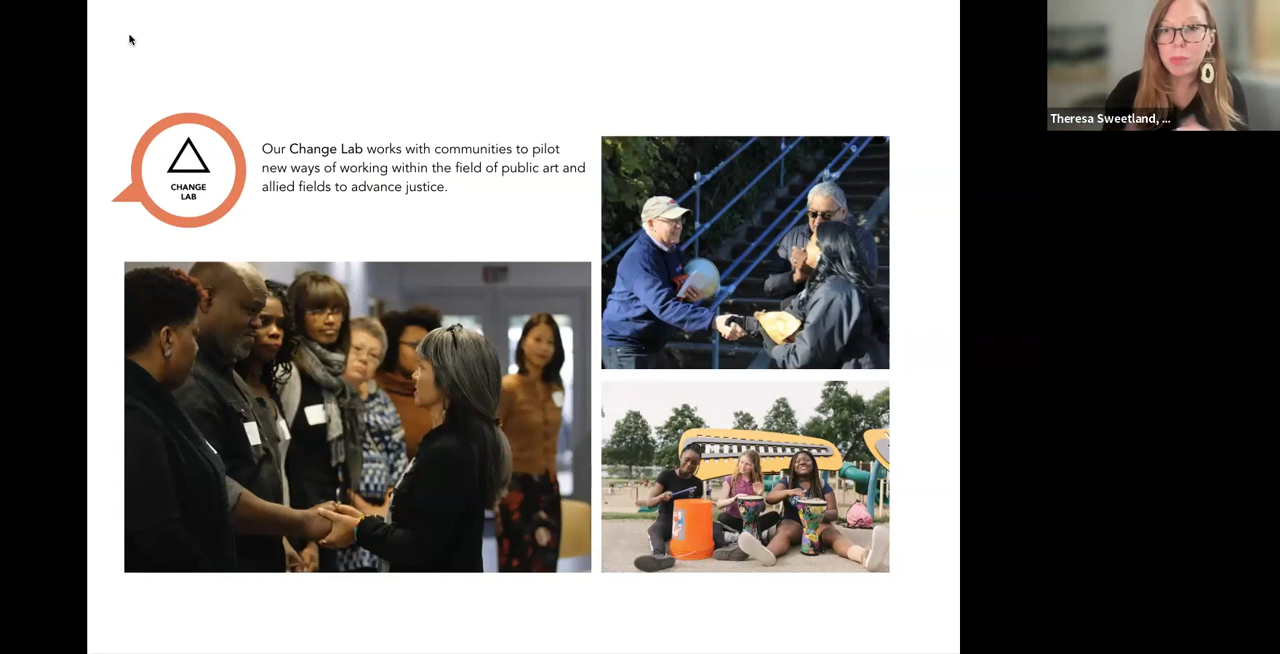 CHANGE
LAB
Our Change Lab works with communities to pilot
new ways of working within the field of public art and
allied fields to advance justice.
Theresa Sweetland, ...